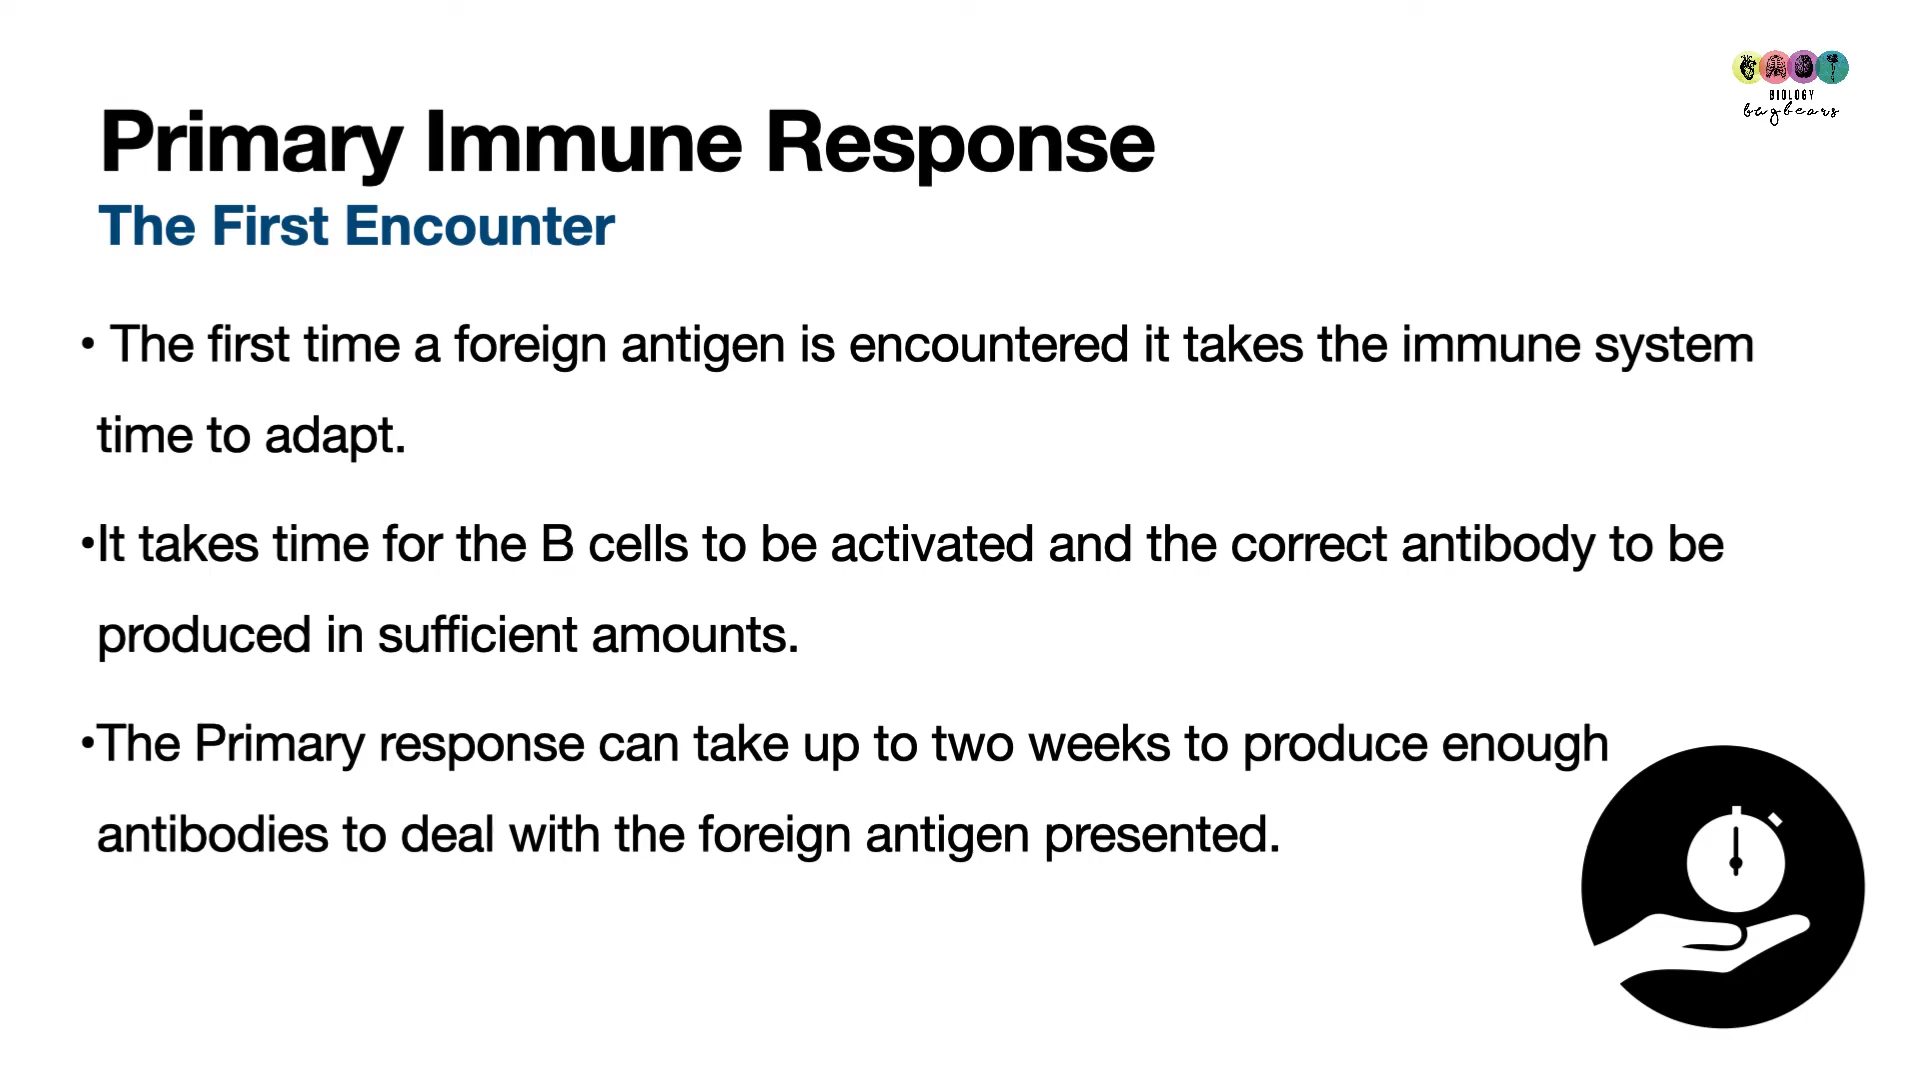 BIOLOGY
bugbears
Primary Immune Response
The First Encounter
• The first time a foreign antigen is encountered it takes the immune system
time to adapt.
•It takes time for the B cells to be activated and the correct antibody to be
produced in sufficient amounts.
•The Primary response can take up to two weeks to produce enough
antibodies to deal with the foreign antigen presented.